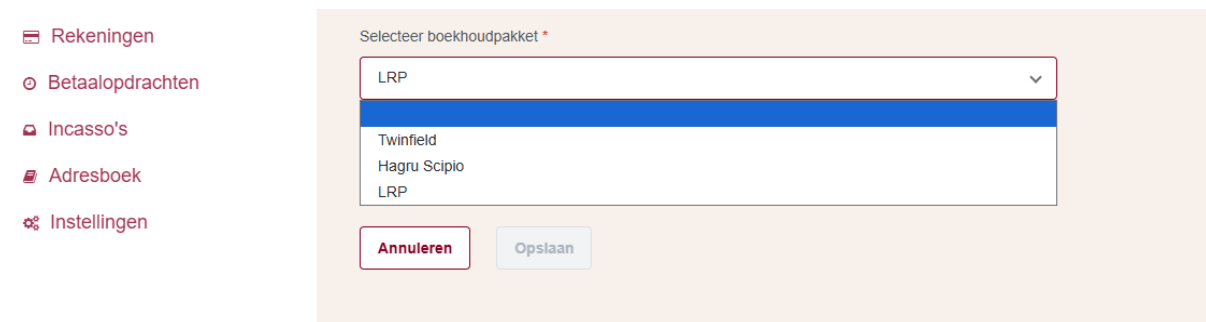 Rekeningen
Betaalopdrachten
Incasso's
Adresboek
Instellingen
Selecteer boekhoudpakket *
LRP
Twinfield
Hagru Scipio
LRP
Annuleren
Opslaan